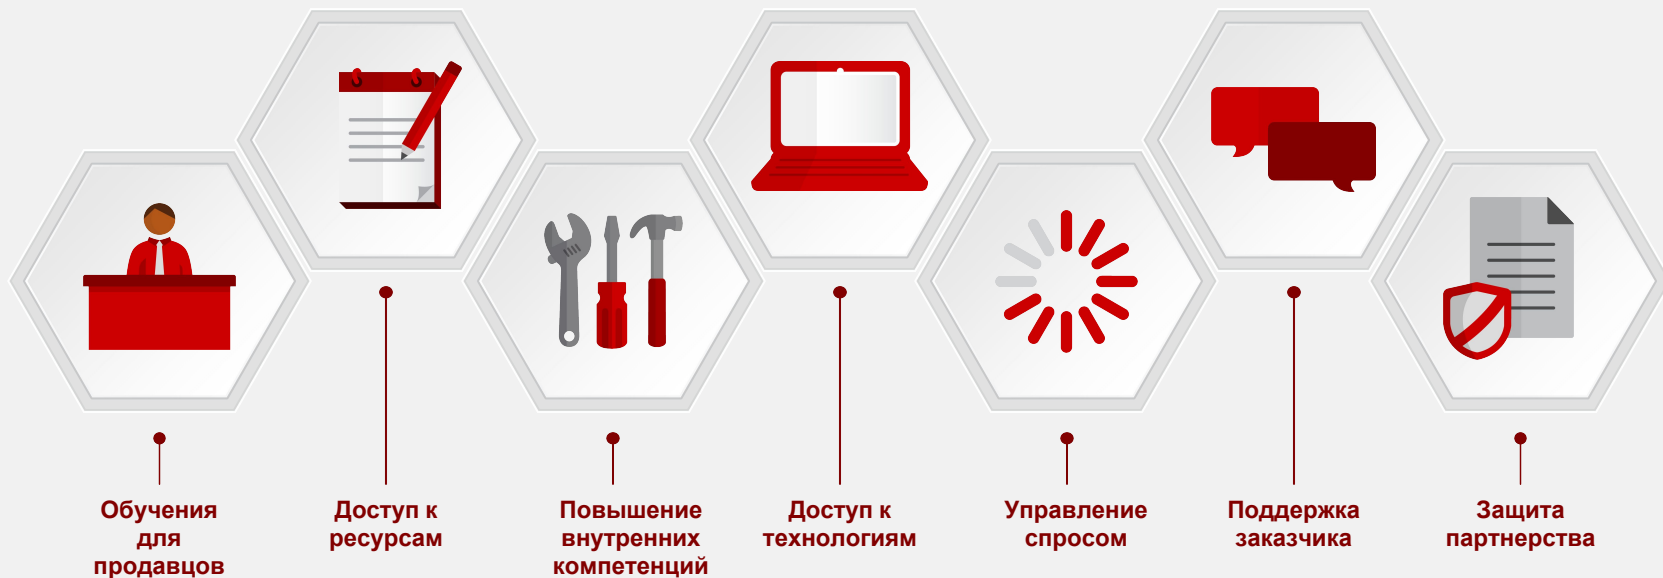 Обучения
для
продавцов
Доступ к
ресурсам
Повышение
внутренних
компетенций
Доступ к
технологиям
Управление
спросом
Поддержка
заказчика
Защита
партнерства